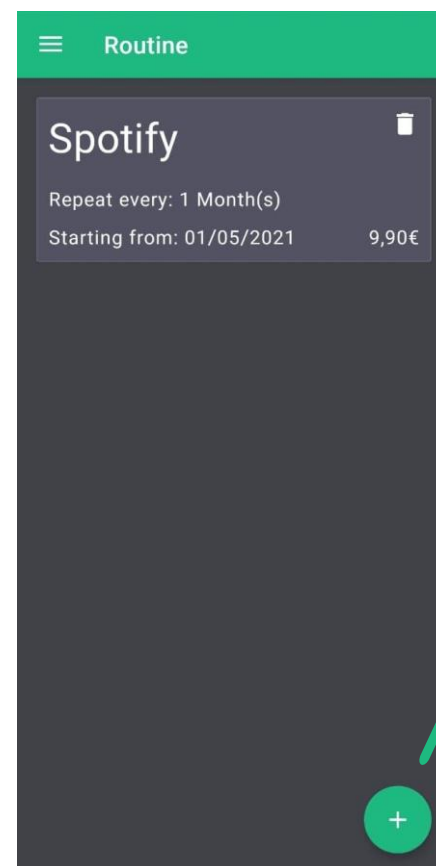 Routine
Spotify
Repeat every: 1 Month(s)
Starting from: 01/05/2021 9,90€
+